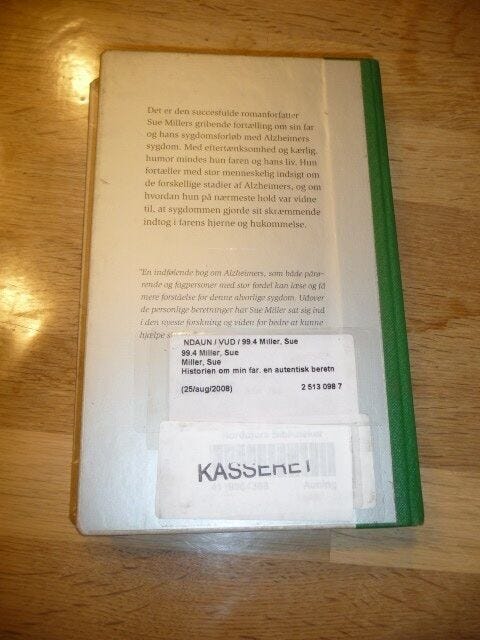 Det er den succesfulde romanforfatter
Sue Millers gribende fortælling om sin far
og hans sygdomsforløb med Alzheimers
sygdom. Med eftertænksomhed og kærlig
humor mindes hun faren og hans liv. Hun
fortæller med stor menneskelig indsigt om
de forskellige stadier af Alzheimers, og om
hvordan hun på nærmeste hold var vidne
til, at sygdommen gjorde sit skræmmende
indtog i farens hjerne og hukommelse.
"En indfølende bog om Alzheimers, som både påro-
rende og fagpersoner med stor fordel kan læse og få
mere forståelse for denne alvorlige sygdom. Udover
de personlige beretninger har Sue Miller sat sig ind
i den nyeste forskning og viden for bedre at kunne
hjælpe
NDAUN / VUD / 99.4 Miller, Sue
99.4 Miller, Sue
Miller, Sue
Historien om min far. en autentisk beretn
(25/aug/2008) 2 513 098 7
KASSERET
Auning